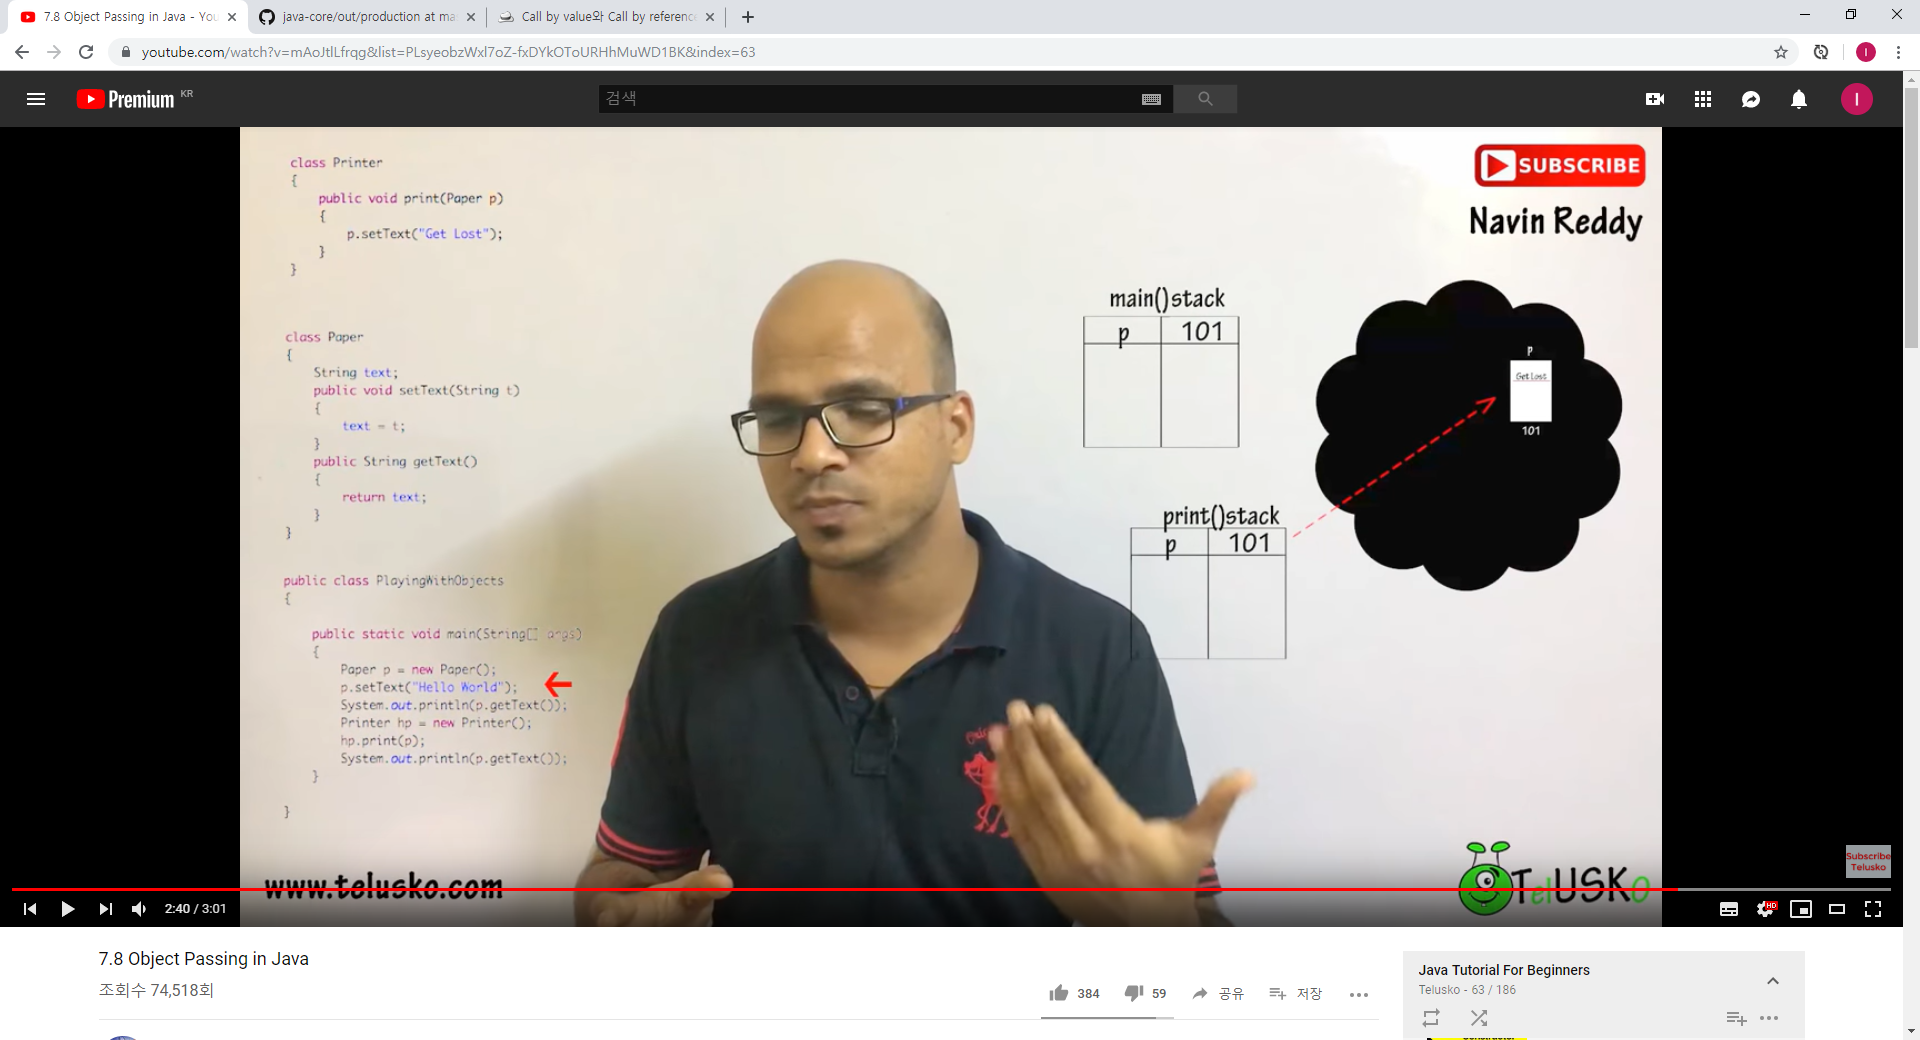 7.8 Object Passing in Java - You
java-core/out/production at ma
Call by value와 Call by referenc
youtube.com/watch?v=mAoJtlLfrqg&list=PLsyeobzWxl7oZ-fxDYkOToURHhMuWD1BK&index=63
I
Premium KR
검색
I
class Printer
{
public void print(Paper p)
{
p.setText("Get Lost");
}
}
class Paper
{
String text;
public void setText(String t)
{
text = t;
}
public String getText()
{
return text;
}
}
public class PlayingWithObjects
{
public static void main(String[] args)
{
Paper p = new Paper();
p.setText("Hello World");
System.out.println(p.getText());
Printer hp = new Printer();
hp.print(p);
System.out.println(p.getText());
}
}
SUBSCRIBE
Navin Reddy
main()stack
p 101
print()stack
p 101
p
Get Lost
101
www.telusko.com
TelUSKO
Subscribe
Telusko
2:40 / 3:01
HD
7.8 Object Passing in Java
조회수 74,518회
384
59
공유
저장
Java Tutorial For Beginners
Telusko - 63 / 186